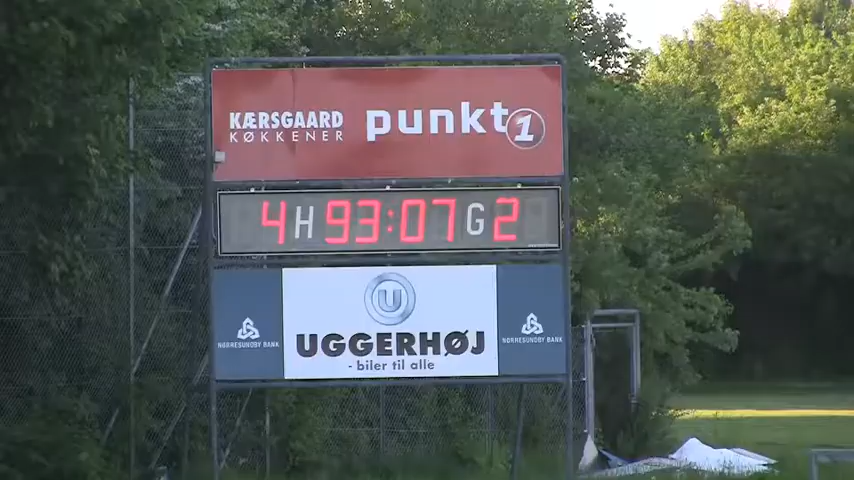 KÆRSGAARD
KØKKENER
punkt 1
4 H 93:07 G 2
U
UGGERHØJ
- biler til alle
NØRRESUNDBY BANK
NØRRESUNDBY BANK